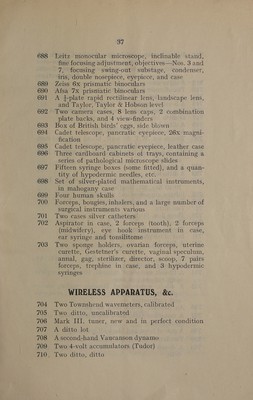 37
688 Leitz monocular microscope, inclinable stand,
fine focusing adjustment, objectives—Nos. 3 and
7, focusing swing-out substage, condenser,
iris, double nosepiece, eyepiece, and case
689 Zeiss 6x prismatic binoculars
690 Afsa 7x prismatic binoculars
691 A ½-plate rapid rectilinear lens, landscape lens,
and Taylor, Taylor & Hobson level
692 Two camera cases, 8 lens caps, 2 combination
plate backs, and 4 view-finders
693 Box of British birds' eggs, side blown
694 Cadet telescope, pancratic eyepiece, 26x magni-
fication
695 Cadet telescope, pancratic eyepiece, leather case
696 Three cardboard cabinets of trays, containing a
series of pathological microscope slides
697 Fifteen syringe boxes (some fitted), and a quan-
tity of hypodermic needles, etc.
698 Set of silver-plated mathematical instruments,
in mahogany case
699 Four human skulls
700 Forceps, bougies, inhalers, and a large number of
surgical instruments various
701 Two cases silver catheters
702 Aspirator in case, 2 forceps (tooth), 2 forceps
(midwifery), eye hook instrument in case,
ear syringe and tonsillitome
703 Two sponge holders, ovarian forceps, uterine
curette, Gestetner's curette, vaginal speculum,
annal, gag, sterilizer, director, scoop, 7 pairs
forceps, trephine in case, and 3 hypodermic
syringes
WIRELESS APPARATUS, &c.
704 Two Townshend wavemeters, calibrated
705 Two ditto, uncalibrated
706 Mark III. tuner, new and in perfect condition
707 A ditto lot
708 A second-hand Vaucanson dynamo
709 Two 4-volt accumulators (Tudor)
710 Two ditto, ditto